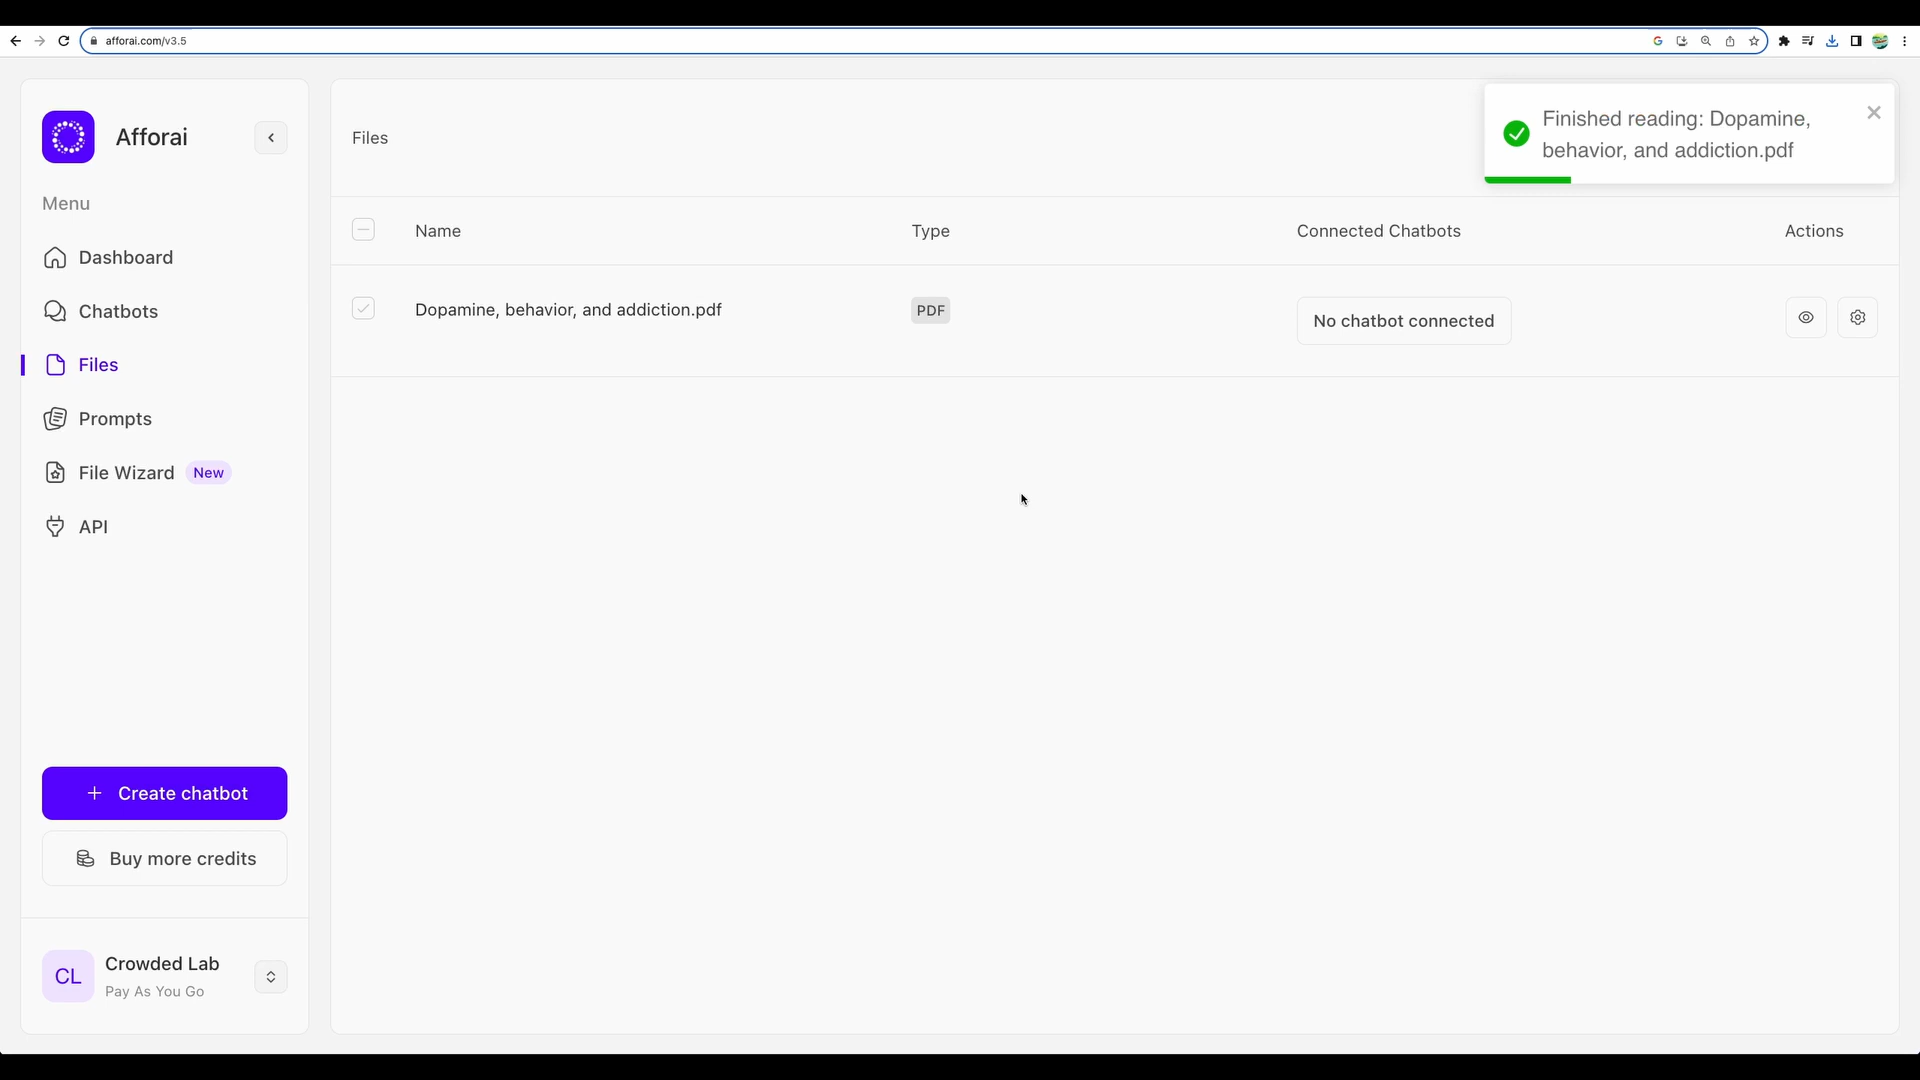 afforai.com/v3.5
Afforai
Menu
Dashboard
Chatbots
Files
Prompts
File Wizard New
API
Create chatbot
Buy more credits
CL
Crowded Lab
Pay As You Go
Files
Finished reading: Dopamine,
behavior, and addiction.pdf
Name Type Connected Chatbots Actions
Dopamine, behavior, and addiction.pdf PDF No chatbot connected